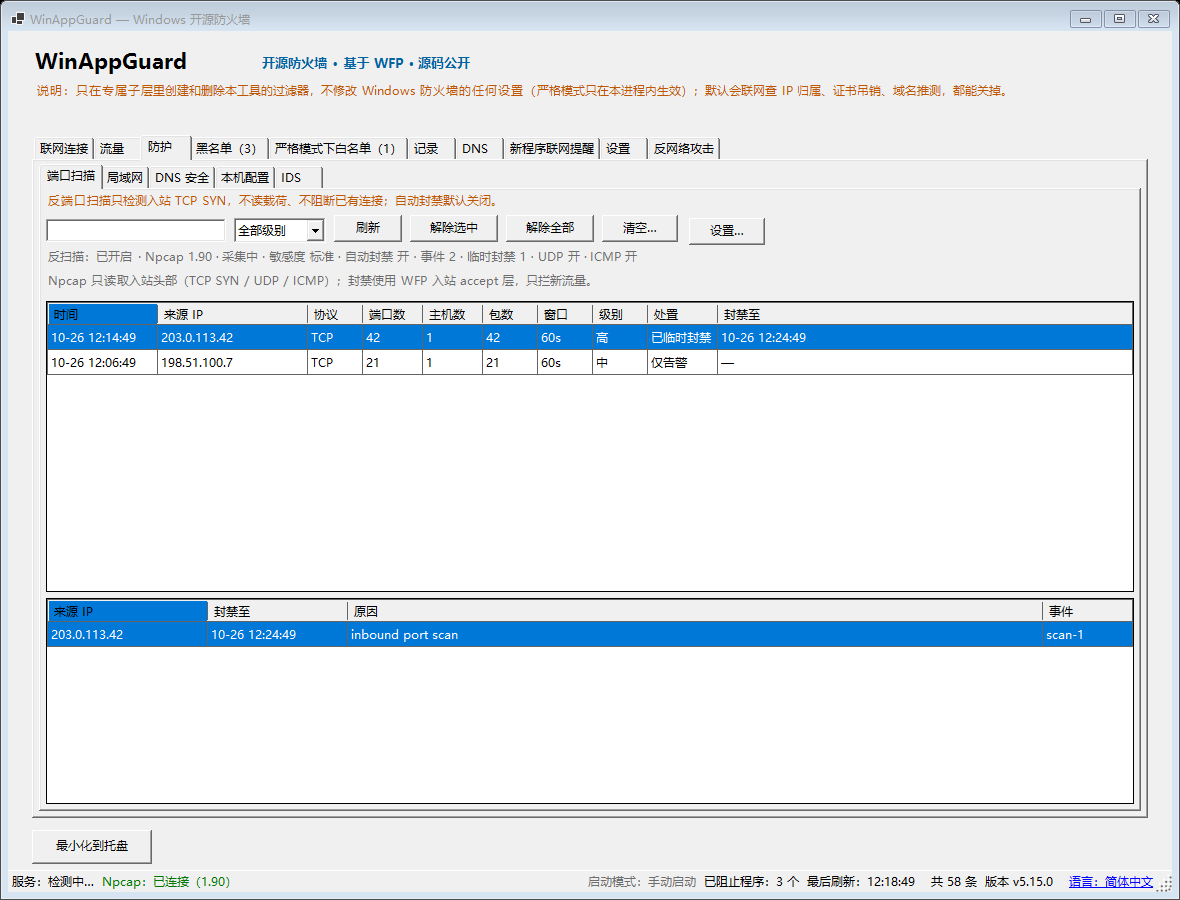 WinAppGuard — Windows 开源防火墙
WinAppGuard 开源防火墙 • 基于 WFP • 源码公开
说明：只在专属子层里创建和删除本工具的过滤器，不修改 Windows 防火墙的任何设置（严格模式只在本进程内生效）；默认会联网查 IP 归属、证书吊销、域名推测，都能关掉。
联网连接 流量 防护 黑名单（3） 严格模式下白名单（1） 记录 DNS 新程序联网提醒 设置 反网络攻击
端口扫描 局域网 DNS 安全 本机配置 IDS
反端口扫描只检测入站 TCP SYN，不读载荷、不阻断已有连接；自动封禁默认关闭。
全部级别 刷新 解除选中 解除全部 清空... 设置...
反扫描：已开启 · Npcap 1.90 · 采集中 · 敏感度 标准 · 自动封禁 开 · 事件 2 · 临时封禁 1 · UDP 开 · ICMP 开
Npcap 只读取入站头部（TCP SYN / UDP / ICMP）；封禁使用 WFP 入站 accept 层，只拦新流量。
时间 来源 IP 协议 端口数 主机数 包数 窗口 级别 处置 封禁至
10-26 12:14:49 203.0.113.42 TCP 42 1 42 60s 高 已临时封禁 10-26 12:24:49
10-26 12:06:49 198.51.100.7 TCP 21 1 21 60s 中 仅告警 —
来源 IP 封禁至 原因 事件
203.0.113.42 10-26 12:24:49 inbound port scan scan-1
最小化到托盘
服务：检测中... Npcap：已连接（1.90） 启动模式：手动启动 已阻止程序：3 个 最后刷新：12:18:49 共 58 条 版本 v5.15.0 语言：简体中文